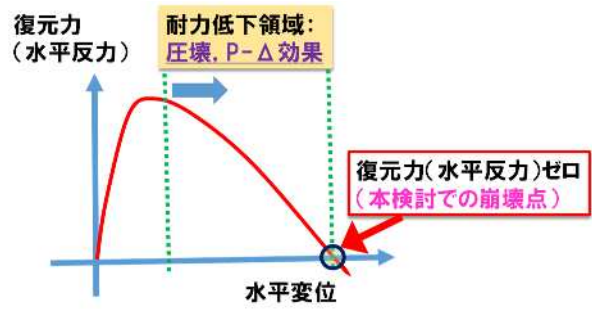 復元力
（水平反力）
耐力低下領域：
圧壊，P-Δ効果
復元力（水平反力）ゼロ
（本検討での崩壊点）
水平変位